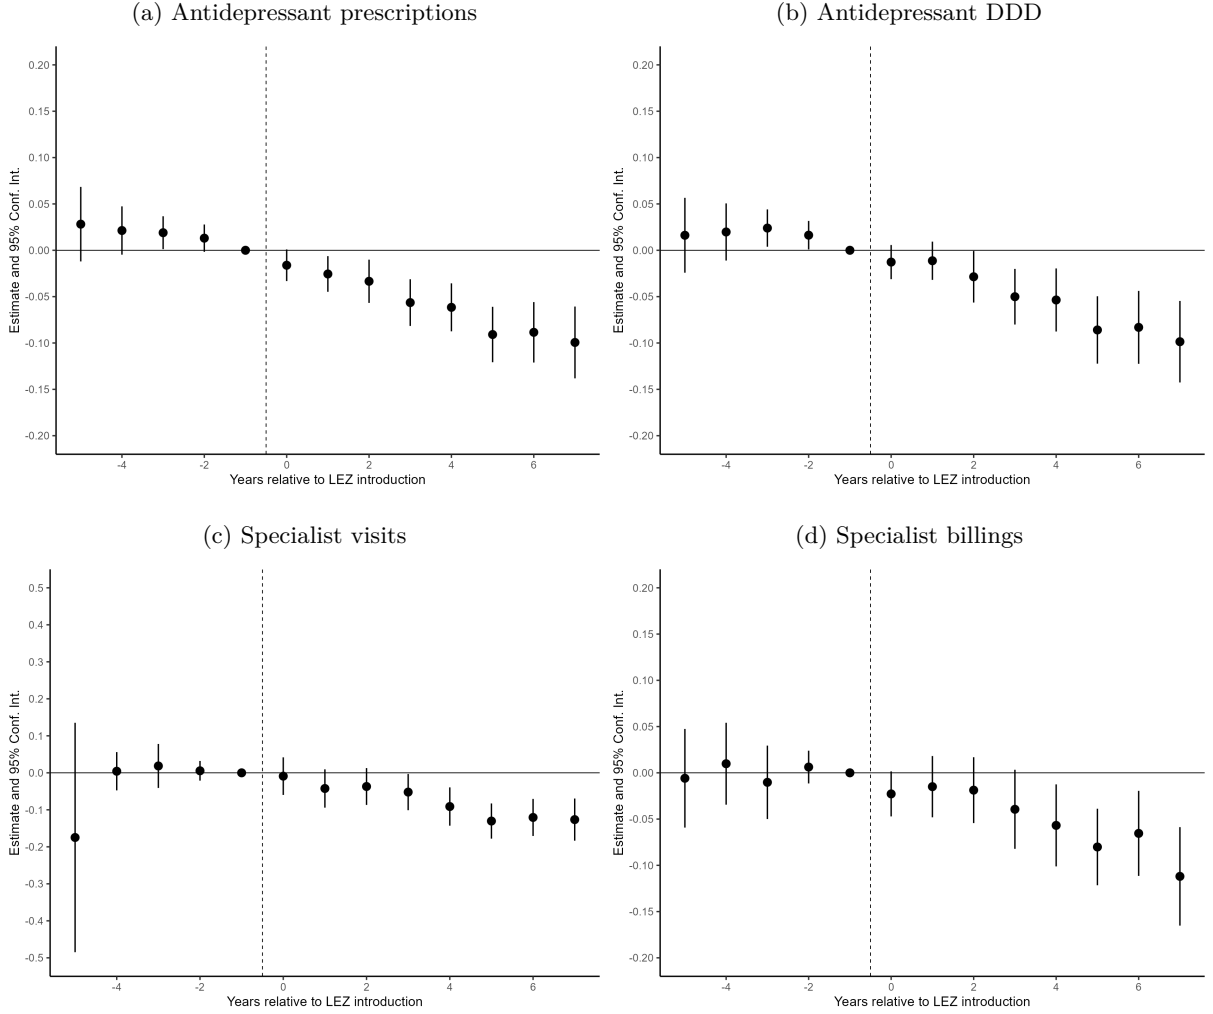 (a) Antidepressant prescriptions
0.20
0.15
0.10
0.05
0.00
-0.05
-0.10
-0.15
-0.20
Estimate and 95% Conf. Int.
-4 -2 0 2 4 6
Years relative to LEZ introduction
(b) Antidepressant DDD
0.20
0.15
0.10
0.05
0.00
-0.05
-0.10
-0.15
-0.20
Estimate and 95% Conf. Int.
-4 -2 0 2 4 6
Years relative to LEZ introduction
(c) Specialist visits
0.5
0.4
0.3
0.2
0.1
0.0
-0.1
-0.2
-0.3
-0.4
-0.5
Estimate and 95% Conf. Int.
-4 -2 0 2 4 6
Years relative to LEZ introduction
(d) Specialist billings
0.20
0.15
0.10
0.05
0.00
-0.05
-0.10
-0.15
-0.20
Estimate and 95% Conf. Int.
-4 -2 0 2 4 6
Years relative to LEZ introduction